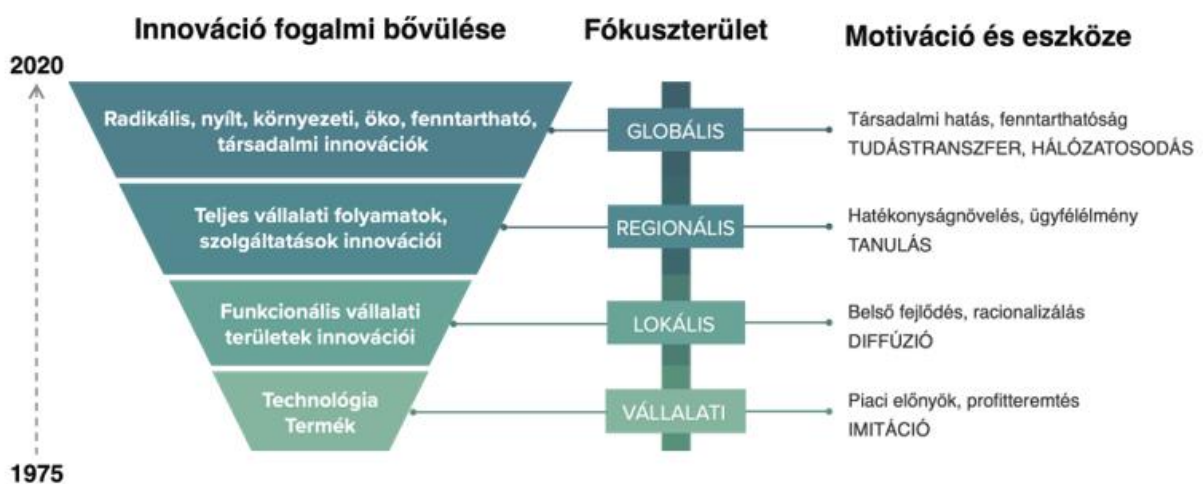 Innováció fogalmi bővülése
Fókuszterület
Motiváció és eszköze
2020
Radikális, nyílt, környezeti, öko, fenntartható,
társadalmi innovációk
GLOBÁLIS
Társadalmi hatás, fenntarthatóság
TUDÁSTRANSZFER, HÁLÓZATOSODÁS
Teljes vállalati folyamatok,
szolgáltatások innovációi
REGIONÁLIS
Hatékonyságnövelés, ügyfélélmény
TANULÁS
Funkcionális vállalati
területek innovációi
LOKÁLIS
Belső fejlődés, racionalizálás
DIFFÚZIÓ
Technológia
Termék
VÁLLALATI
Piaci előnyök, profitteremtés
IMITÁCIÓ
1975